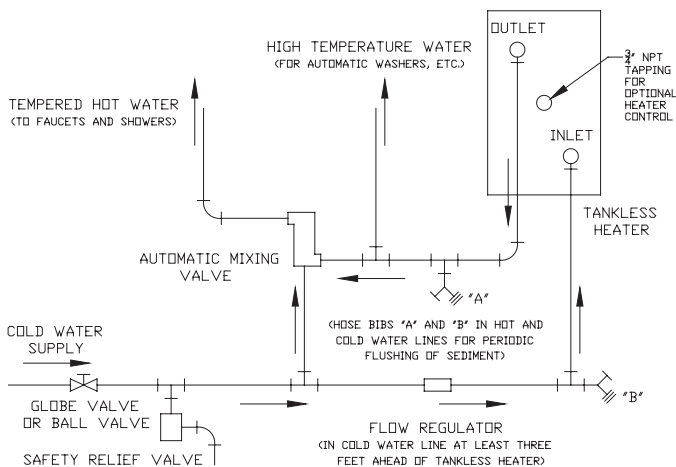 OUTLET
HIGH TEMPERATURE WATER
(FOR AUTOMATIC WASHERS, ETC.)
3/4" NPT
TAPPING
FOR
OPTIONAL
HEATER
CONTROL
TEMPERED HOT WATER
(TO FAUCETS AND SHOWERS)
INLET
TANKLESS
HEATER
AUTOMATIC MIXING
VALVE
"A"
(HOSE BIBS "A" AND "B" IN HOT AND
COLD WATER LINES FOR PERIODIC
FLUSHING OF SEDIMENT)
COLD WATER
SUPPLY
"B"
GLOBE VALVE
OR BALL VALVE
FLOW REGULATOR
(IN COLD WATER LINE AT LEAST THREE
FEET AHEAD OF TANKLESS HEATER)
SAFETY RELIEF VALVE